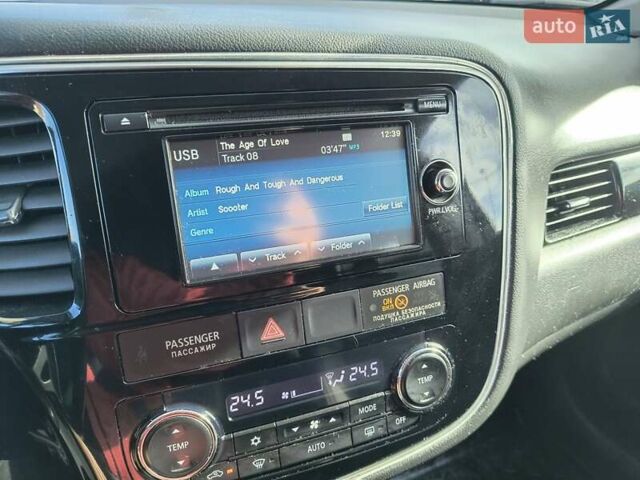 auto RIA
MENU
USB
The Age Of Love
Track 08
03'47" MP3
12:39
Album Rough And Tough And Dangerous
Artist Soooter
Genre
Folder List
Track
Folder
PWR/VOL
PASSENGER
ПАССАЖИР
PASSENGER AIRBAG
ON
ВКЛ
ПОДУШКА БЕЗОПАСНОСТИ
ПАССАЖИРА
24.5
24.5
TEMP
TEMP
MODE
AUTO
OFF